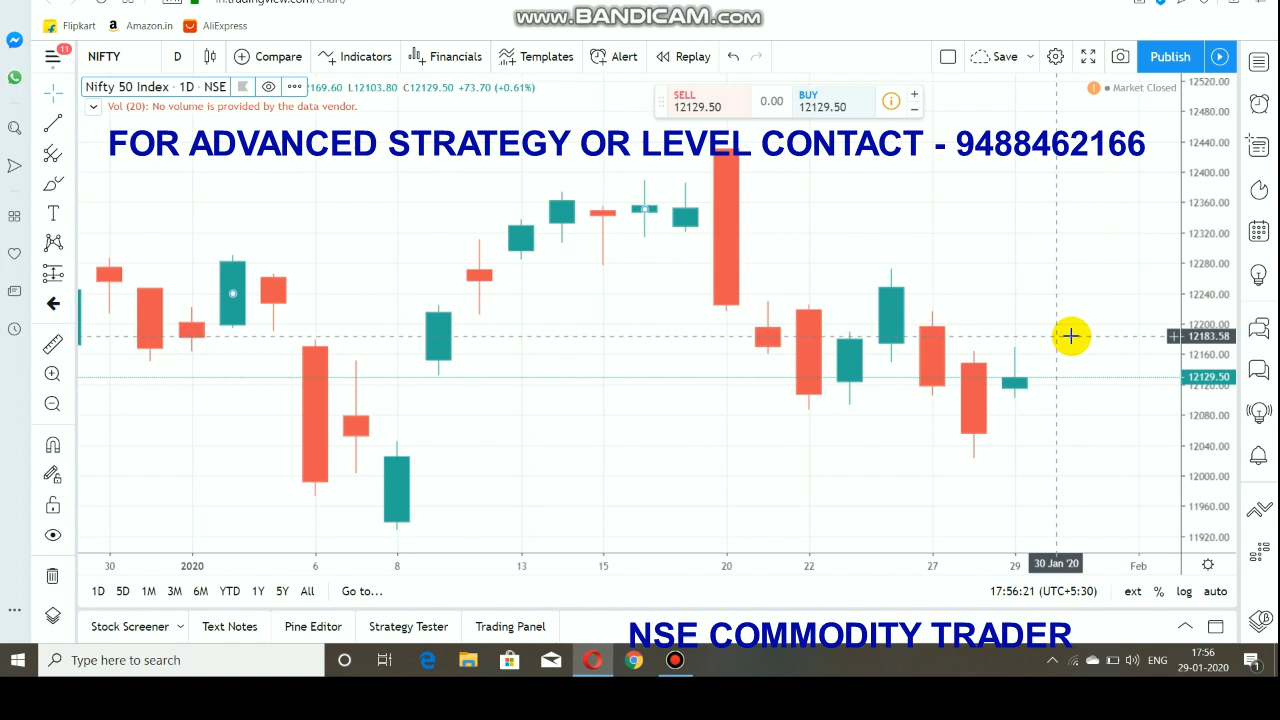 www.BANDICAM.com
Flipkart Amazon.in AliExpress
11 NIFTY D Compare Indicators Financials Templates Alert Replay Save Publish
Nifty 50 Index · 1D · NSE 169.60 L12103.80 C12129.50 +73.70 (+0.61%)
SELL 12129.50 0.00 BUY 12129.50
Market Closed
Vol (20): No volume is provided by the data vendor.
FOR ADVANCED STRATEGY OR LEVEL CONTACT - 9488462166
12520.00
12480.00
12440.00
12400.00
12360.00
12320.00
12280.00
12240.00
12200.00
12183.58
12160.00
12129.50
12120.00
12080.00
12040.00
12000.00
11960.00
11920.00
30 2020 6 8 13 15 20 22 27 29 30 Jan '20 Feb
1D 5D 1M 3M 6M YTD 1Y 5Y All Go to... 17:56:21 (UTC+5:30) ext % log auto
Stock Screener Text Notes Pine Editor Strategy Tester Trading Panel
NSE COMMODITY TRADER
Type here to search
ENG 17:56
29-01-2020
1